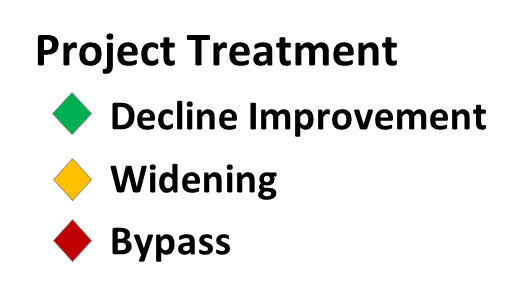 Project Treatment
Decline Improvement
Widening
Bypass